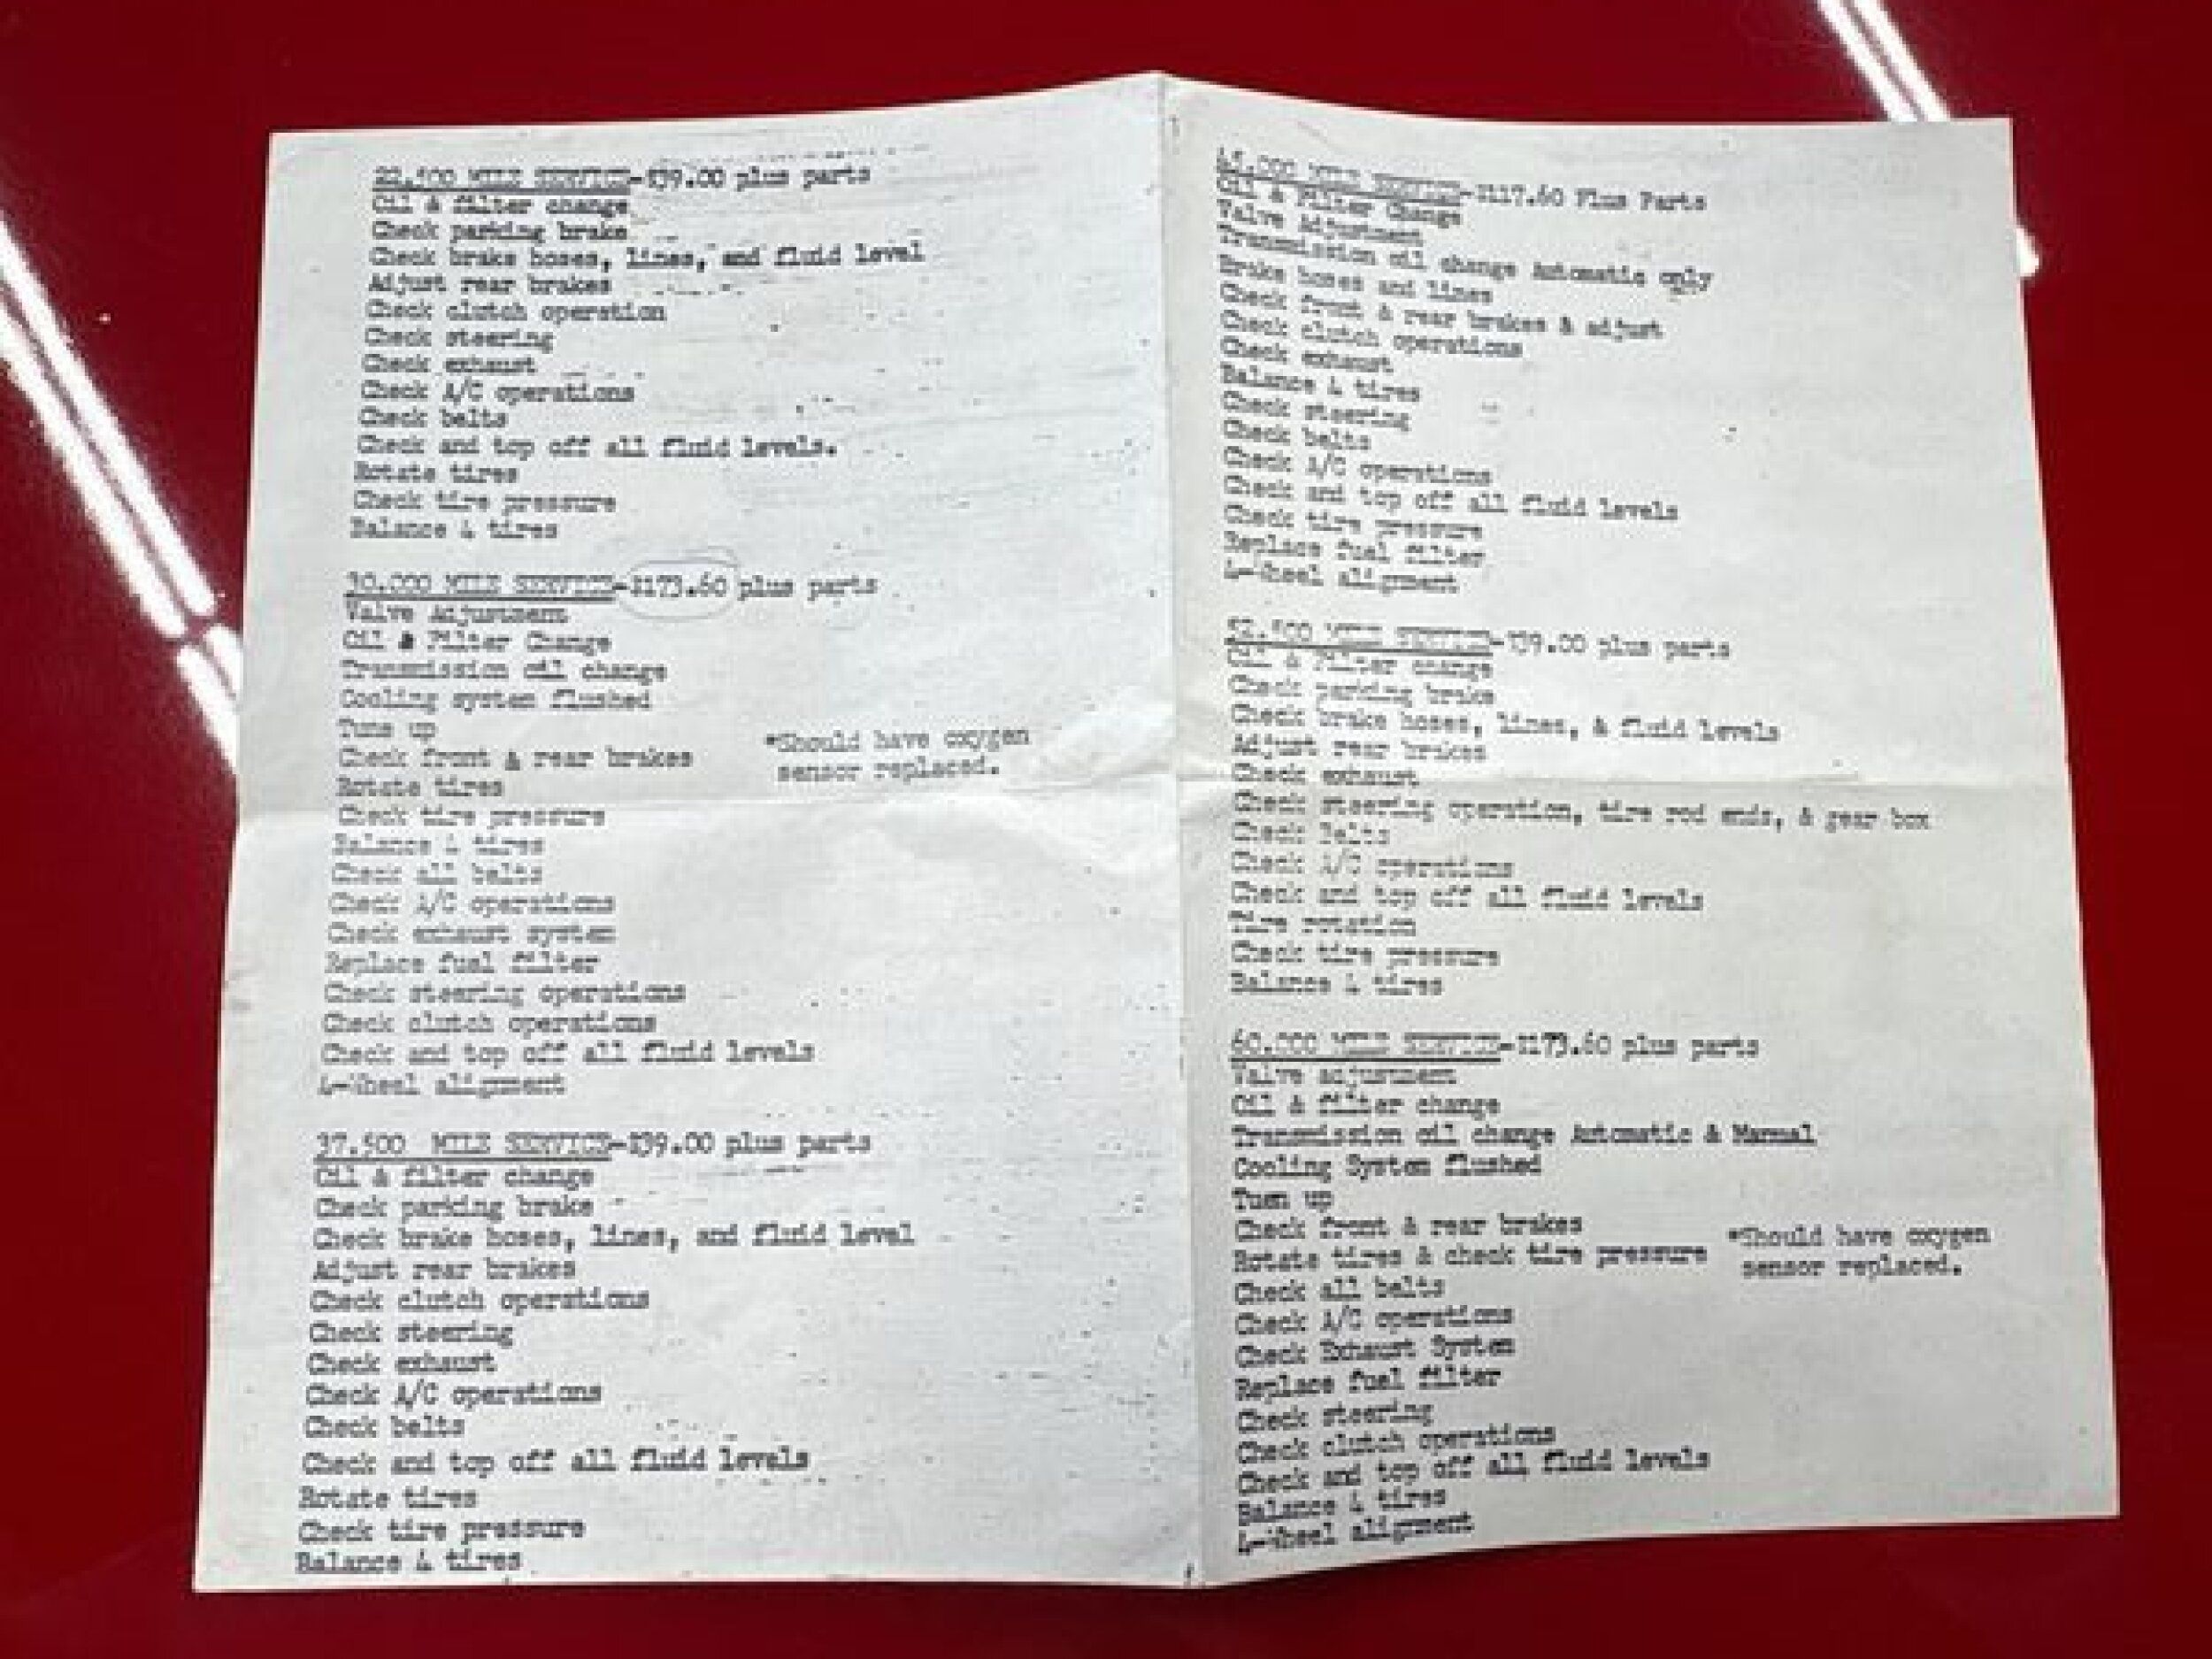 22,500 MILE SERVICE-$39.00 plus parts
Oil & filter change
Check parking brake
Check brake hoses, lines, and fluid level
Adjust rear brakes
Check clutch operation
Check steering
Check exhaust
Check A/C operations
Check belts
Check and top off all fluid levels.
Rotate tires
Check tire pressure
Balance 4 tires
30,000 MILE SERVICE-$173.60 plus parts
Valve Adjustment
Oil & Filter Change
Transmission oil change
Cooling system flushed
Tune up
Check front & rear brakes
*Should have oxygen
sensor replaced.
Rotate tires
Check tire pressure
Balance 4 tires
Check all belts
Check A/C operations
Check exhaust system
Replace fuel filter
Check steering operations
Check clutch operations
Check and top off all fluid levels
4-Wheel alignment
37,500 MILE SERVICE-$39.00 plus parts
Oil & filter change
Check parking brake
Check brake hoses, lines, and fluid level
Adjust rear brakes
Check clutch operations
Check steering
Check exhaust
Check A/C operations
Check belts
Check and top off all fluid levels
Rotate tires
Check tire pressure
Balance 4 tires
45,000 MILE SERVICE-$117.60 Plus Parts
Oil & Filter Change
Valve Adjustment
Transmission oil change Automatic only
Brake hoses and lines
Check front & rear brakes & adjust
Check clutch operations
Check exhaust
Balance 4 tires
Check steering
Check belts
Check A/C operations
Check and top off all fluid levels
Check tire pressure
Replace fuel filter
4-Wheel alignment
52,500 MILE SERVICE-$39.00 plus parts
Oil & Filter change
Check parking brake
Check brake hoses, lines, & fluid levels
Adjust rear brakes
Check exhaust
Check steering operation, tire rod ends, & gear box
Check Belts
Check A/C operations
Check and top off all fluid levels
Tire rotation
Check tire pressure
Balance 4 tires
60,000 MILE SERVICE-$173.60 plus parts
Valve adjustment
Oil & filter change
Transmission oil change Automatic & Manual
Cooling System flushed
Tuen up
Check front & rear brakes
Rotate tires & check tire pressure
*Should have oxygen
sensor replaced.
Check all belts
Check A/C operations
Check Exhaust System
Replace fuel filter
Check steering
Check clutch operations
Check and top off all fluid levels
Balance 4 tires
4-Wheel alignment